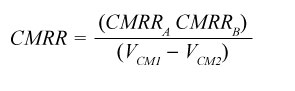 CMRR = (CMRR_A CMRR_B) / (V_CM1 − V_CM2)